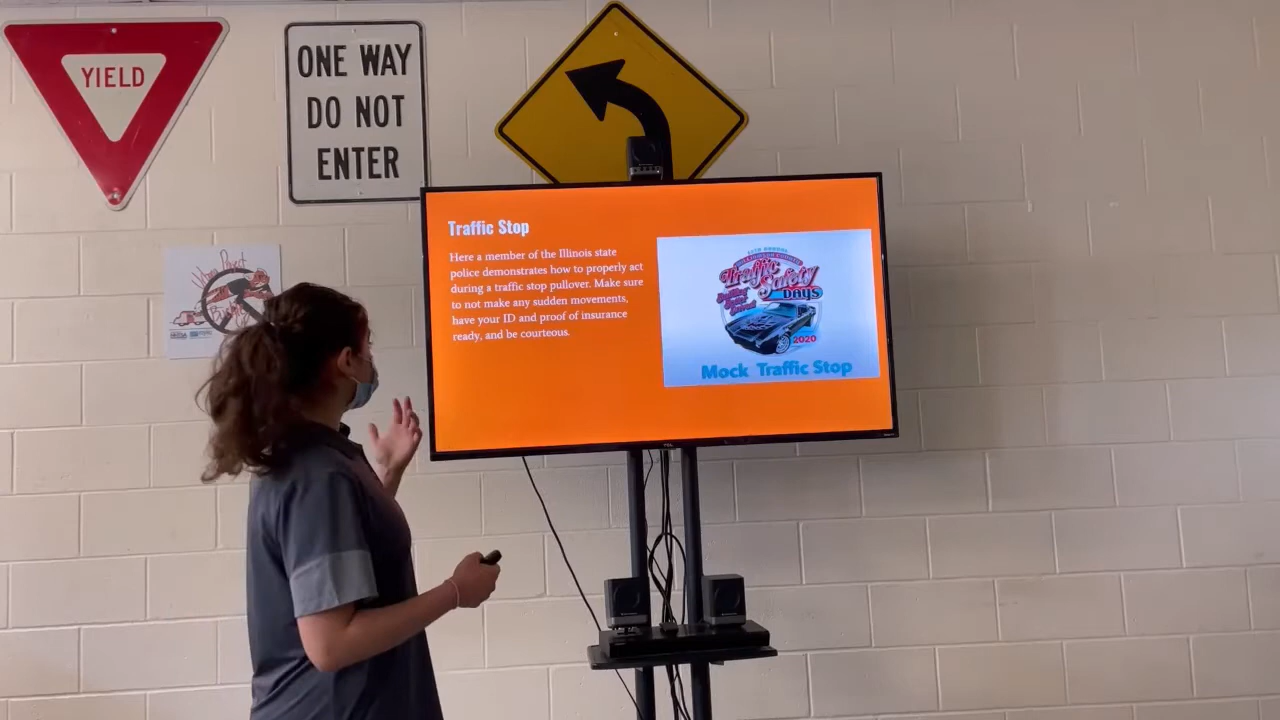 YIELD
ONE WAY
DO NOT
ENTER
Traffic Stop
Here a member of the Illinois state
police demonstrates how to properly act
during a traffic stop pullover. Make sure
to not make any sudden movements,
have your ID and proof of insurance
ready, and be courteous.
Traffic
Safety
DAYS
2020
Mock Traffic Stop